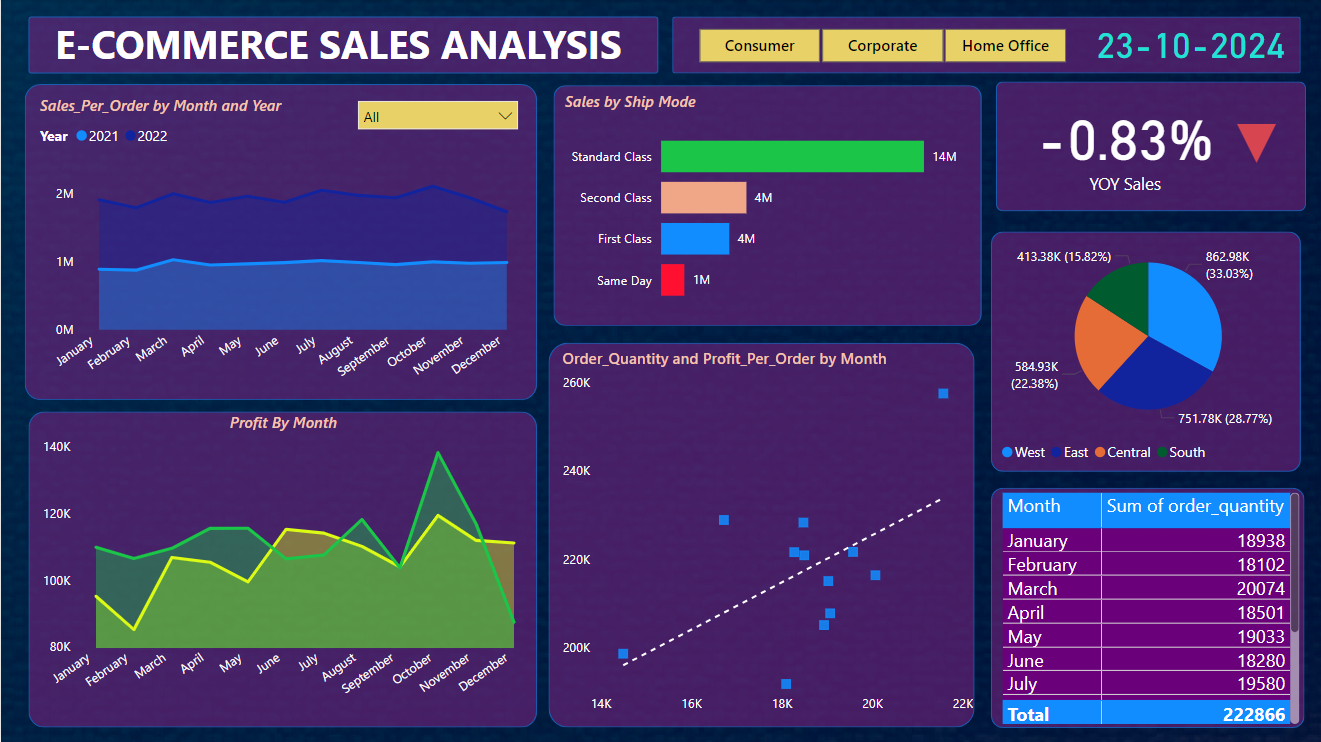 E-COMMERCE SALES ANALYSIS
Consumer
Corporate
Home Office
23-10-2024
Sales_Per_Order by Month and Year
All
Year 2021 2022
2M
1M
0M
January
February
March
April
May
June
July
August
September
October
November
December
Sales by Ship Mode
Standard Class 14M
Second Class 4M
First Class 4M
Same Day 1M
-0.83%
YOY Sales
413.38K (15.82%)
862.98K
(33.03%)
584.93K
(22.38%)
751.78K (28.77%)
West East Central South
Profit By Month
140K
120K
100K
80K
January
February
March
April
May
June
July
August
September
October
November
December
Order_Quantity and Profit_Per_Order by Month
260K
240K
220K
200K
14K 16K 18K 20K 22K
Month Sum of order_quantity
January 18938
February 18102
March 20074
April 18501
May 19033
June 18280
July 19580
Total 222866